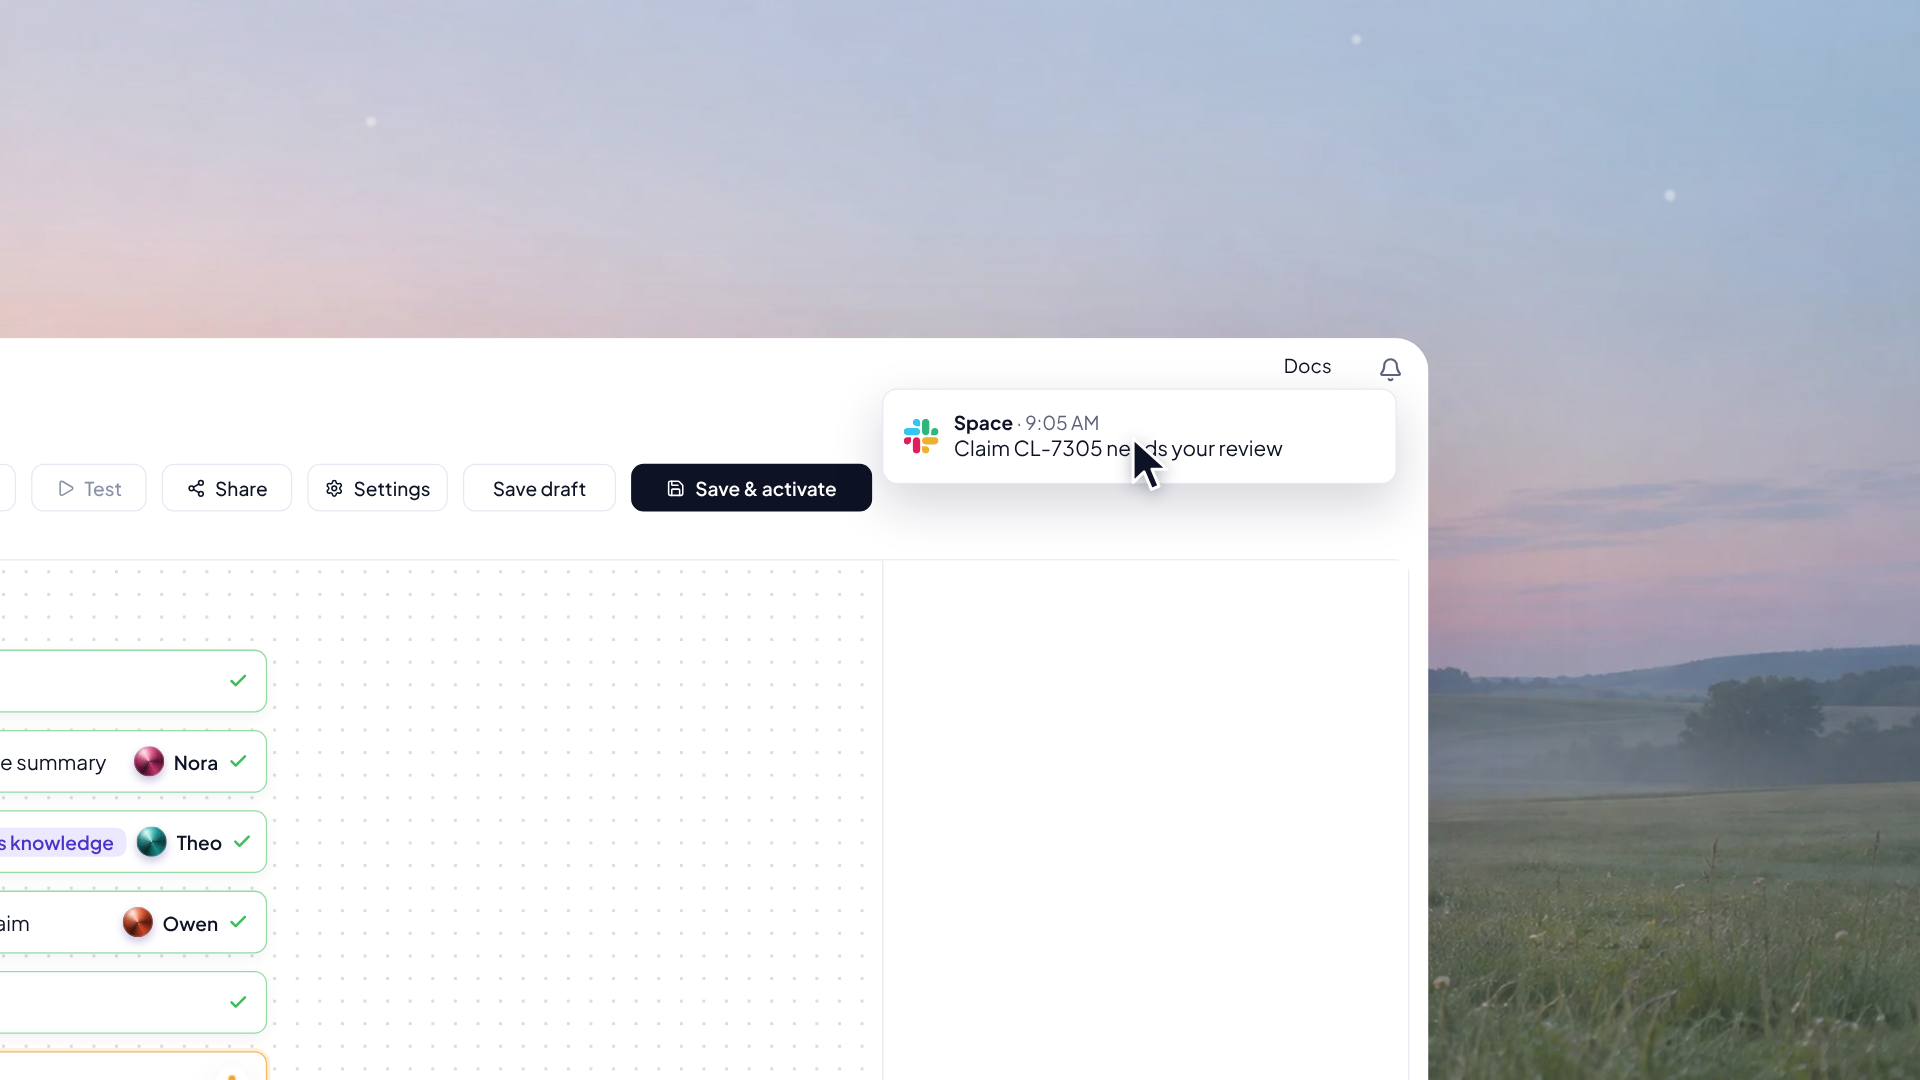 Docs
Space · 9:05 AM
Claim CL-7305 needs your review
Test
Share
Settings
Save draft
Save & activate
e summary
Nora
s knowledge
Theo
aim
Owen